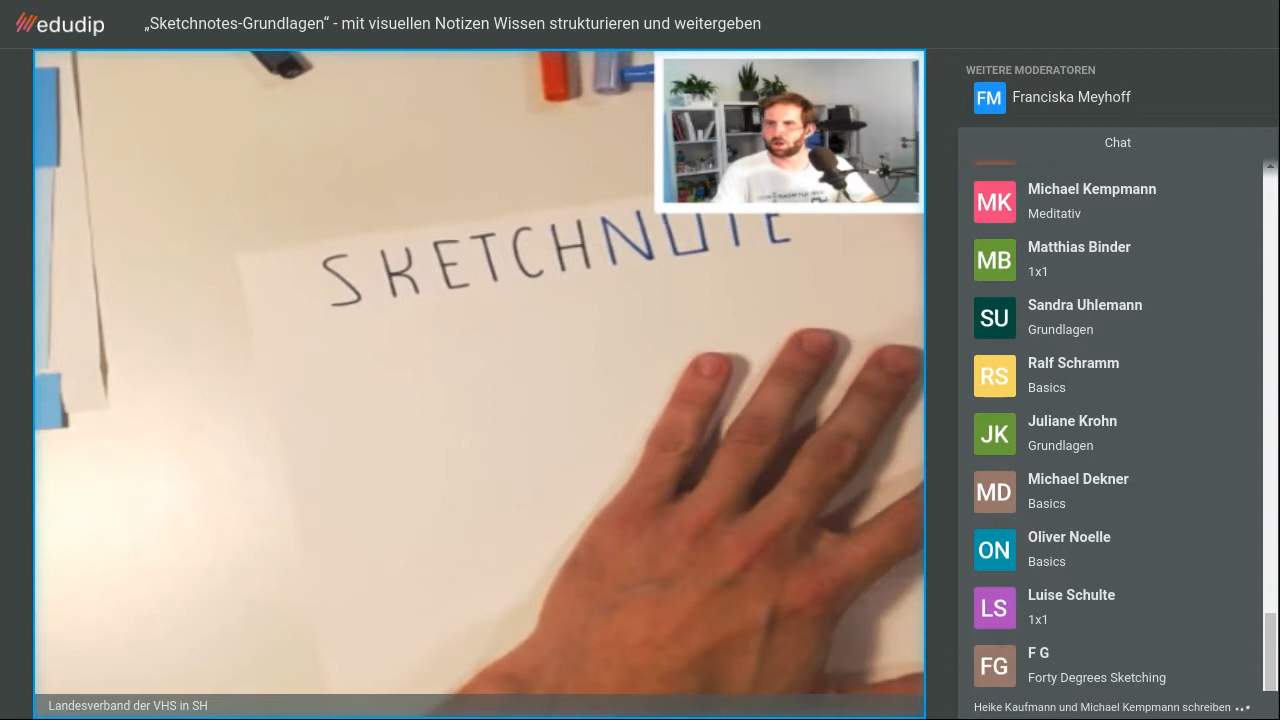 edudip
„Sketchnotes-Grundlagen“ - mit visuellen Notizen Wissen strukturieren und weitergeben
SKETCHNOTE
Landesverband der VHS in SH
WEITERE MODERATOREN
FM Franciska Meyhoff
Chat
MK Michael Kempmann
Meditativ
MB Matthias Binder
1x1
SU Sandra Uhlemann
Grundlagen
RS Ralf Schramm
Basics
JK Juliane Krohn
Grundlagen
MD Michael Dekner
Basics
ON Oliver Noelle
Basics
LS Luise Schulte
1x1
FG F G
Forty Degrees Sketching
Heike Kaufmann und Michael Kempmann schreiben